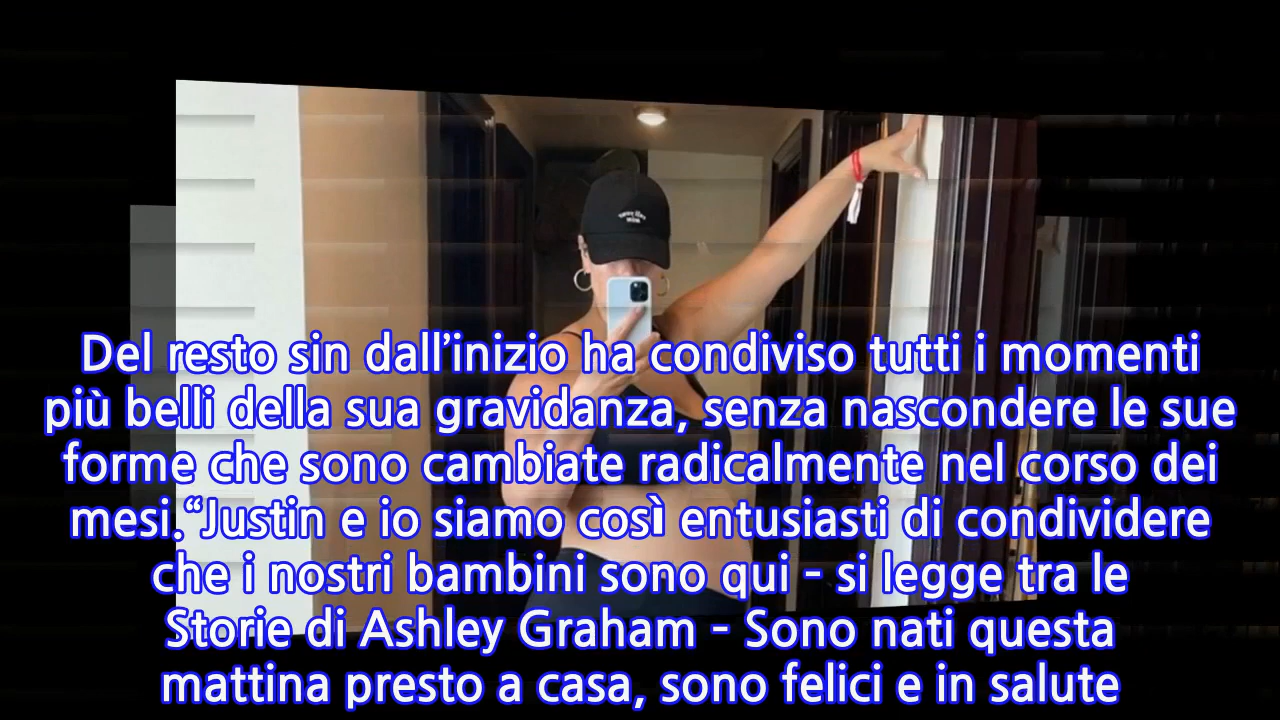 Del resto sin dall’inizio ha condiviso tutti i momenti
più belli della sua gravidanza, senza nascondere le sue
forme che sono cambiate radicalmente nel corso dei
mesi.“Justin e io siamo così entusiasti di condividere
che i nostri bambini sono qui - si legge tra le
Storie di Ashley Graham - Sono nati questa
mattina presto a casa, sono felici e in salute